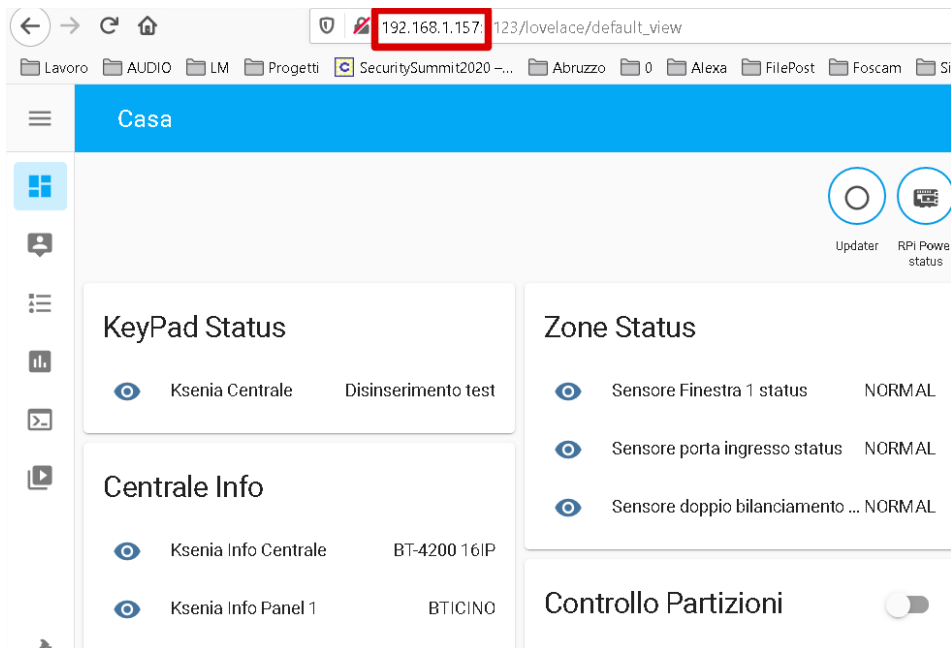 192.168.1.157: 123/lovelace/default_view
Lavoro AUDIO LM Progetti C SecuritySummit2020 –... Abruzzo 0 Alexa FilePost Foscam Si
Casa
Updater
RPi Powe
status
KeyPad Status
Ksenia Centrale Disinserimento test
Centrale Info
Ksenia Info Centrale BT-4200 16IP
Ksenia Info Panel 1 BTICINO
Zone Status
Sensore Finestra 1 status NORMAL
Sensore porta ingresso status NORMAL
Sensore doppio bilanciamento ... NORMAL
Controllo Partizioni